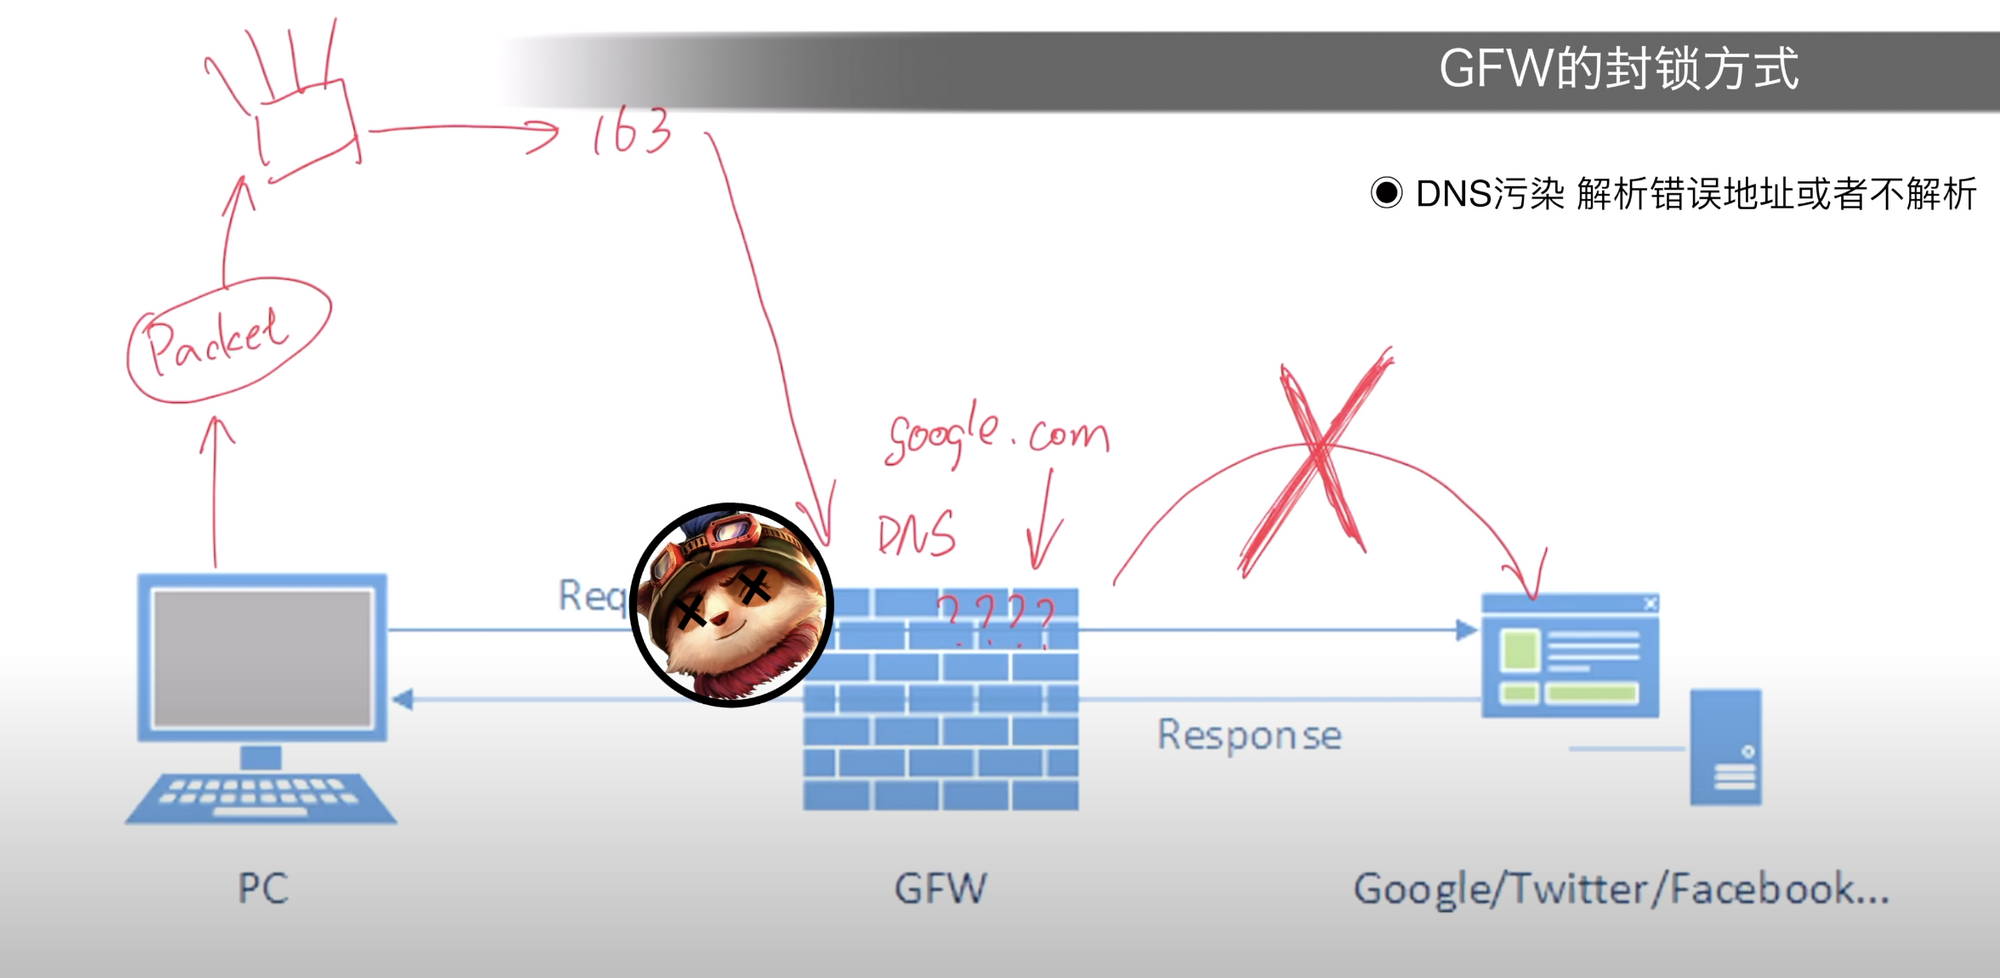 GFW的封锁方式
163
DNS污染 解析错误地址或者不解析
Packet
google.com
DNS
Req
? ? ? ?
Response
PC
GFW
Google/Twitter/Facebook...